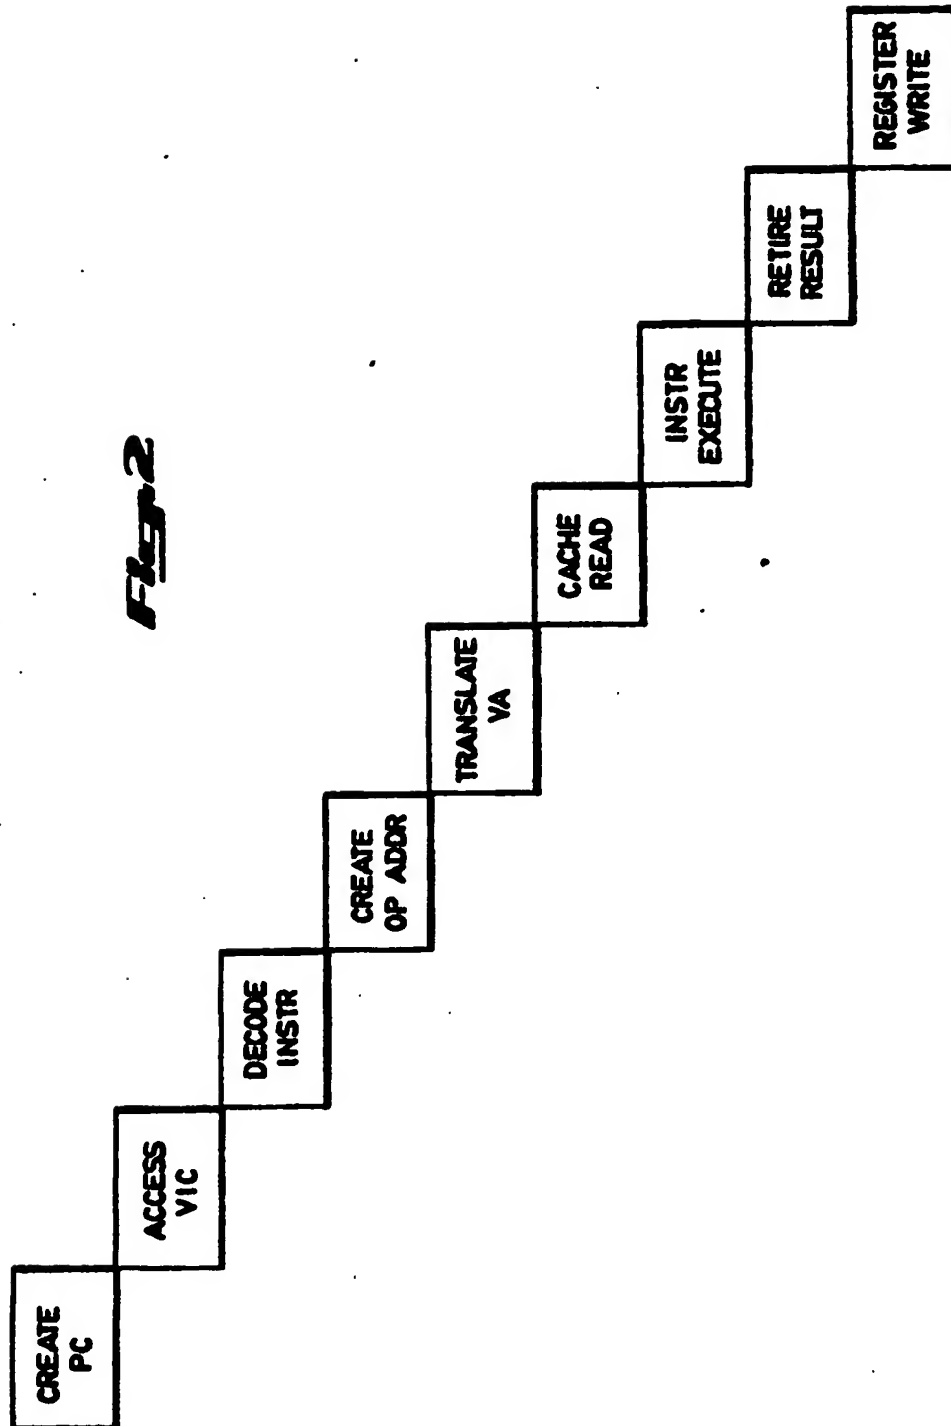 Fig. 2
CREATE
PC
ACCESS
VIC
DECODE
INSTR
CREATE
OP ADDR
TRANSLATE
VA
CACHE
READ
INSTR
EXECUTE
RETIRE
RESULT
REGISTER
WRITE